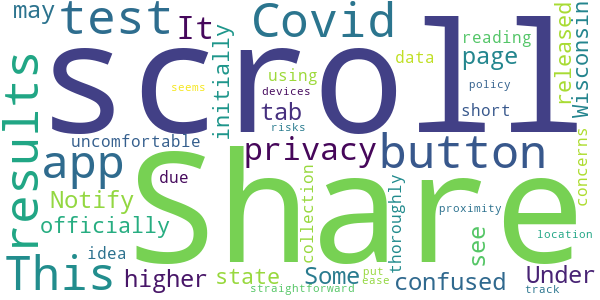 may
test
It
Covid
initially
reading
page
released
Wisconsin
scroll
seems
using
data
devices
policy
tab
short
risks
results
uncomfortable
app
due
privacy
button
concerns
Share
Notify
officially
collection
thoroughly
see
proximity
idea
location
This
higher
state
Some
put
ease
confused
Under
straightforward
track